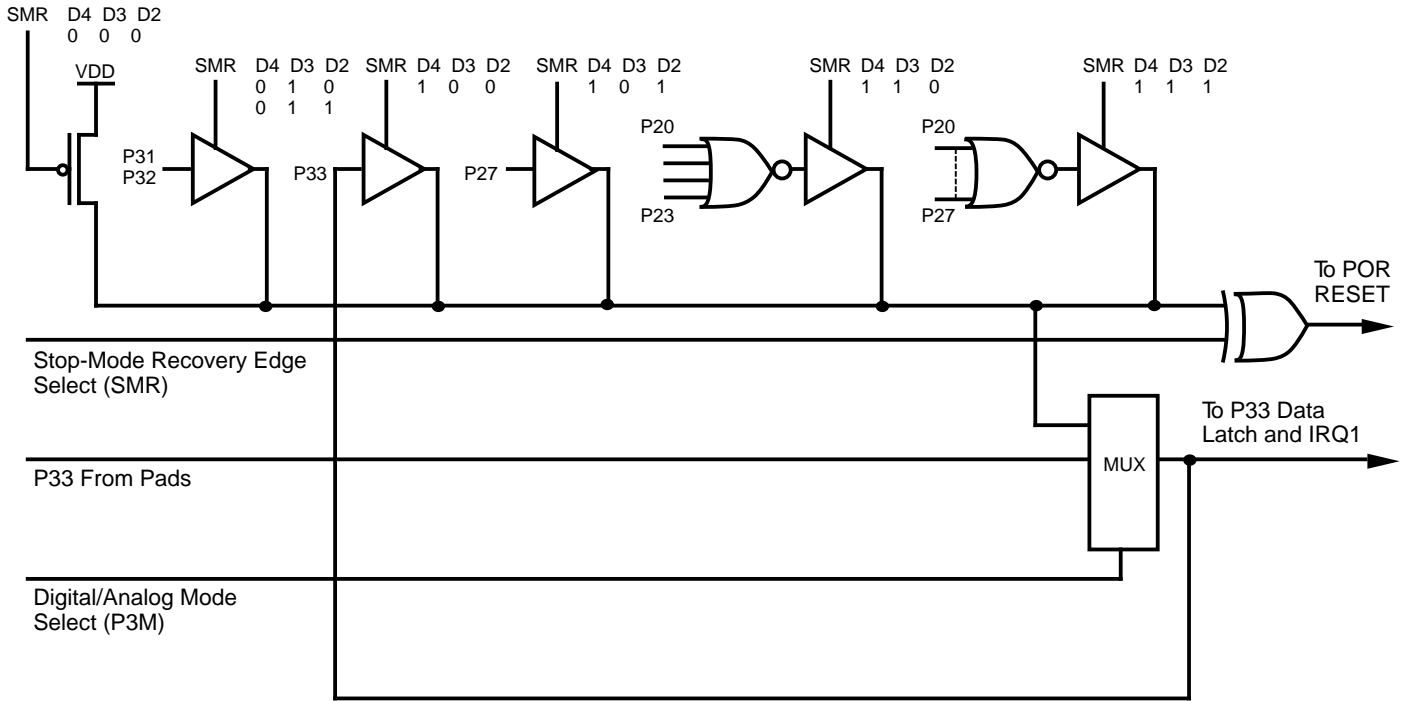 SMR D4 D3 D2
0 0 0
VDD
SMR D4 D3 D2
0 1 0
0 1 1
SMR D4 D3 D2
1 0 0
SMR D4 D3 D2
1 0 1
SMR D4 D3 D2
1 1 0
SMR D4 D3 D2
1 1 1
P31
P32
P33
P27
P20
P23
P20
P27
To POR
RESET
Stop-Mode Recovery Edge
Select (SMR)
To P33 Data
Latch and IRQ1
MUX
P33 From Pads
Digital/Analog Mode
Select (P3M)